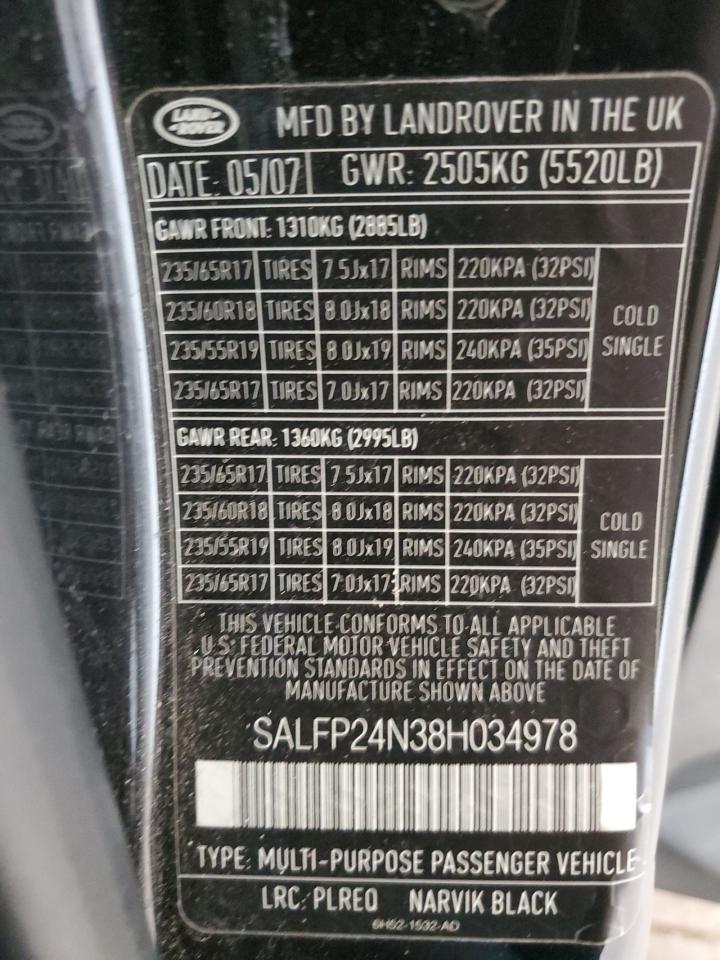 LAND-
-ROVER
MFD BY LANDROVER IN THE UK
DATE: 05/07 GWR: 2505KG (5520LB)
GAWR FRONT: 1310KG (2885LB)
235/65R17 TIRES 7.5Jx17 RIMS 220KPA (32PSI)
235/60R18 TIRES 8.0Jx18 RIMS 220KPA (32PSI)
235/55R19 TIRES 8.0Jx19 RIMS 240KPA (35PSI)
235/65R17 TIRES 7.0Jx17 RIMS 220KPA (32PSI)
COLD
SINGLE
GAWR REAR: 1360KG (2995LB)
235/65R17 TIRES 7.5Jx17 RIMS 220KPA (32PSI)
235/60R18 TIRES 8.0Jx18 RIMS 220KPA (32PSI)
235/55R19 TIRES 8.0Jx19 RIMS 240KPA (35PSI)
235/65R17 TIRES 7.0Jx17 RIMS 220KPA (32PSI)
COLD
SINGLE
THIS VEHICLE CONFORMS TO ALL APPLICABLE
U.S. FEDERAL MOTOR VEHICLE SAFETY AND THEFT
PREVENTION STANDARDS IN EFFECT ON THE DATE OF
MANUFACTURE SHOWN ABOVE
SALFP24N38H034978
TYPE: MULTI-PURPOSE PASSENGER VEHICLE
LRC: PLREQ NARVIK BLACK
6H52-1532-AD